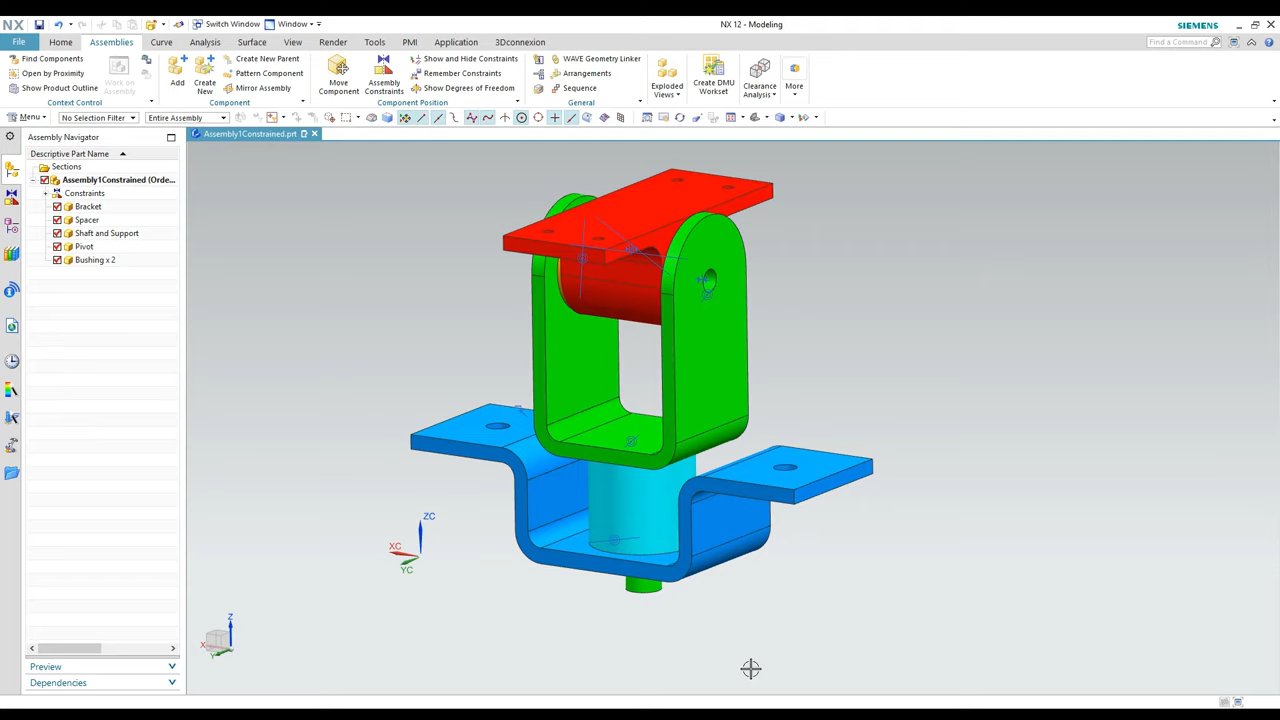 NX
Switch Window
Window
NX 12 - Modeling
SIEMENS
File
Home
Assemblies
Curve
Analysis
Surface
View
Render
Tools
PMI
Application
3Dconnexion
Find a Command
Find Components
Open by Proximity
Show Product Outline
Work on Assembly
Context Control
Add
Create New
Create New Parent
Pattern Component
Mirror Assembly
Component
Move Component
Assembly Constraints
Show and Hide Constraints
Remember Constraints
Show Degrees of Freedom
Component Position
WAVE Geometry Linker
Arrangements
Sequence
General
Exploded Views
Create DMU Workset
Clearance Analysis
More
Menu
No Selection Filter
Entire Assembly
Assembly Navigator
Assembly1Constrained.prt
Descriptive Part Name
Sections
Assembly1Constrained (Orde...
Constraints
Bracket
Spacer
Shaft and Support
Pivot
Bushing x 2
ZC
XC
YC
Z
X
Y
Preview
Dependencies